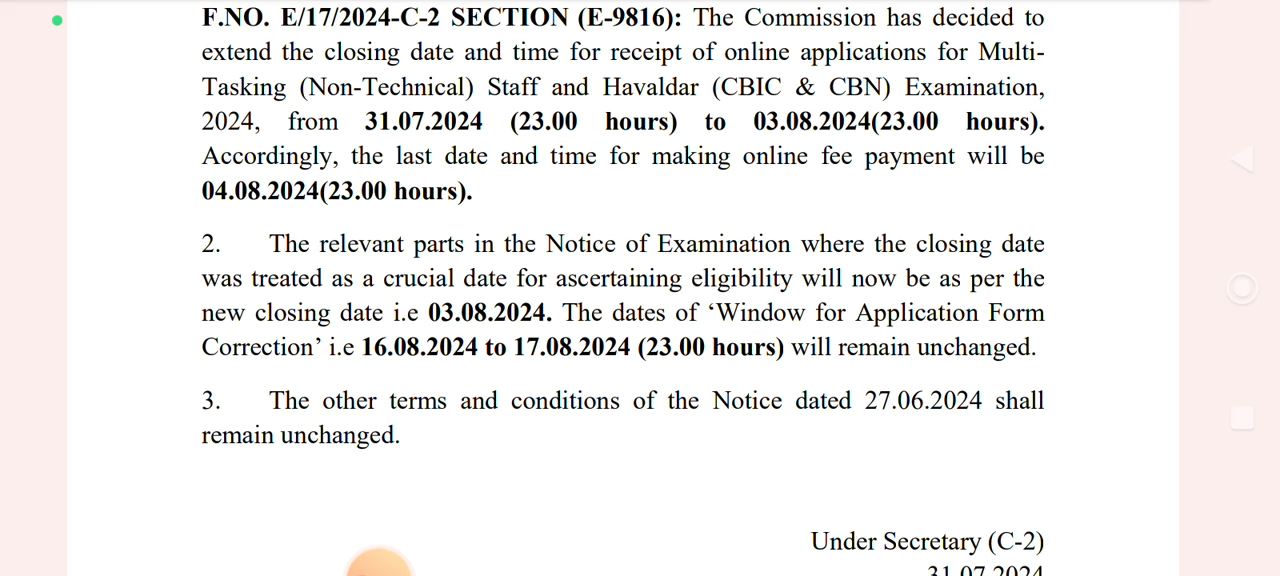 F.NO. E/17/2024-C-2 SECTION (E-9816): The Commission has decided to
extend the closing date and time for receipt of online applications for Multi-
Tasking (Non-Technical) Staff and Havaldar (CBIC & CBN) Examination,
2024, from 31.07.2024 (23.00 hours) to 03.08.2024(23.00 hours).
Accordingly, the last date and time for making online fee payment will be
04.08.2024(23.00 hours).
2. The relevant parts in the Notice of Examination where the closing date
was treated as a crucial date for ascertaining eligibility will now be as per the
new closing date i.e 03.08.2024. The dates of ‘Window for Application Form
Correction’ i.e 16.08.2024 to 17.08.2024 (23.00 hours) will remain unchanged.
3. The other terms and conditions of the Notice dated 27.06.2024 shall
remain unchanged.
Under Secretary (C-2)
31.07.2024